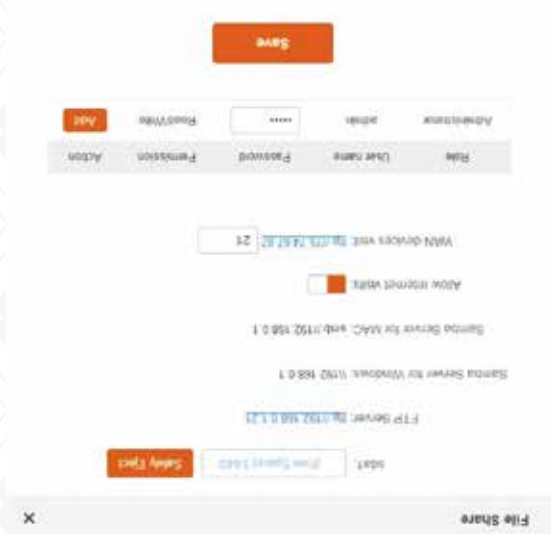 File Share ×
sda1: Safely Eject
FTP Server: ftp://192.168.0.1:21
Samba Server for Windows: \\192.168.0.1
Samba Server for MAC: smb://192.168.0.1
Allow Internet visits:
WAN devices visit: 21
Role User name Password Permission Action
Administrator admin ••••• Read/Write Add
Save